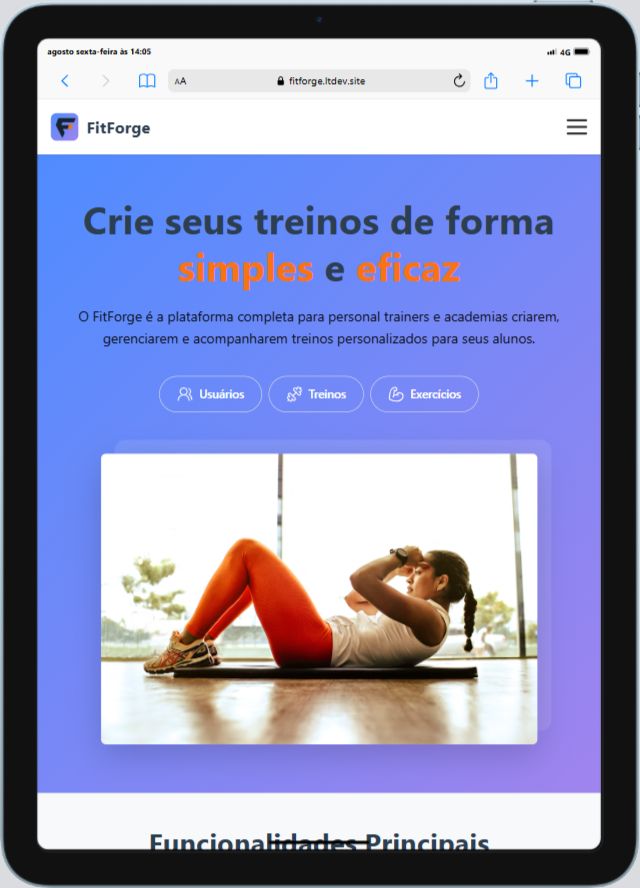 agosto sexta-feira às 14:05
4G
AA
fitforge.ltdev.site
FitForge
Crie seus treinos de forma
simples e eficaz
O FitForge é a plataforma completa para personal trainers e academias criarem,
gerenciarem e acompanharem treinos personalizados para seus alunos.
Usuários Treinos Exercícios
Funcionalidades Principais